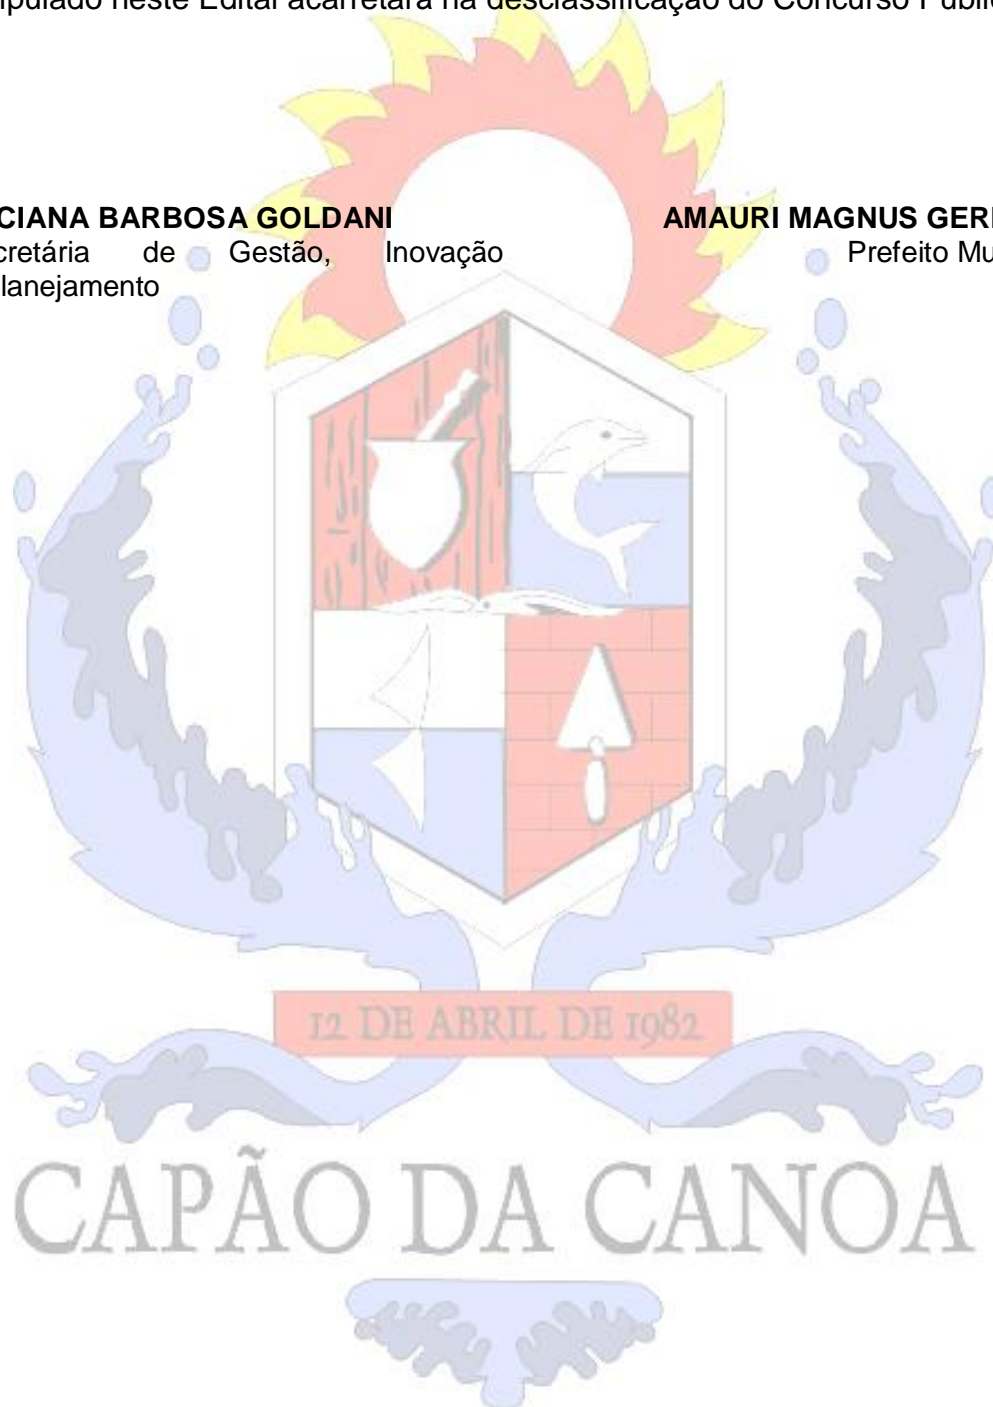 ipulado neste Edital acarretará na desclassificação do Concurso Públic
CIANA BARBOSA GOLDANI
AMAURI MAGNUS GER
cretária de Gestão, Inovação
Prefeito Mu
lanejamento
12 DE ABRIL DE 1982
CAPÃO DA CANOA